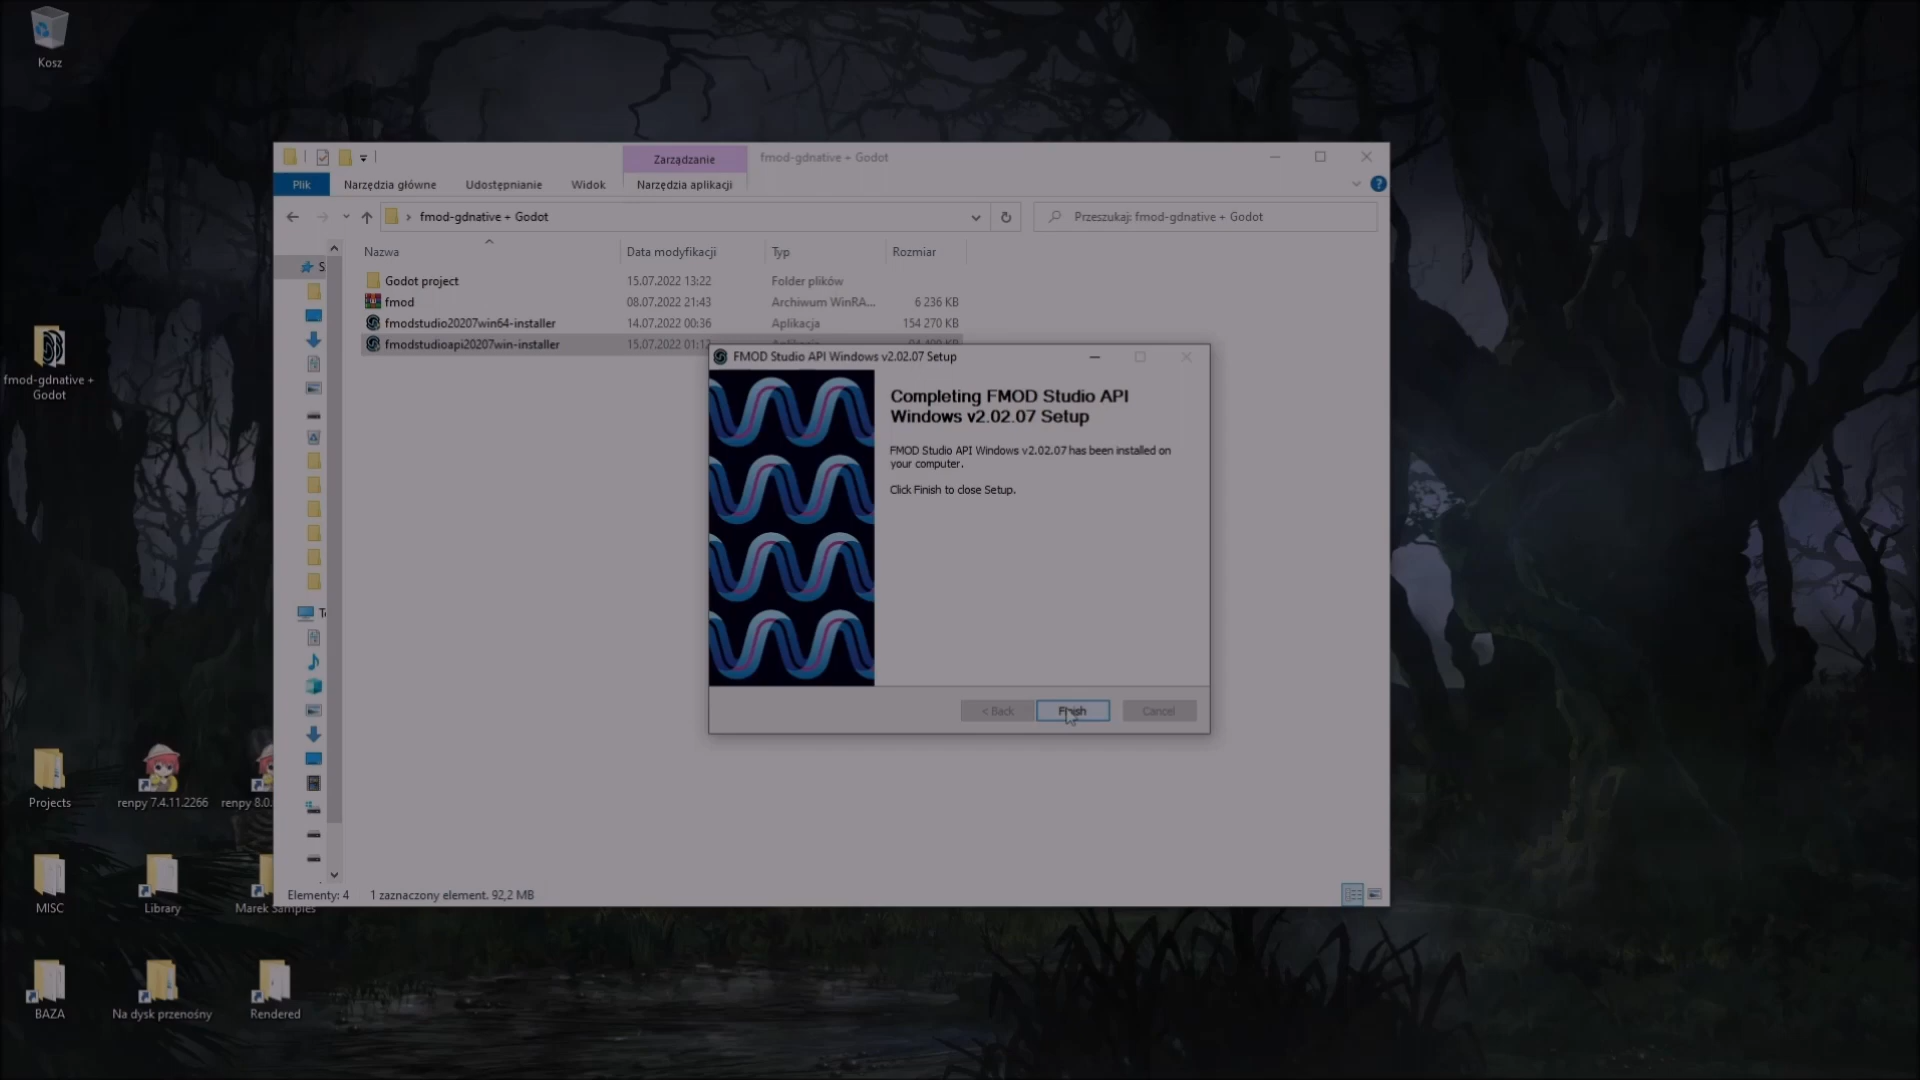 Kosz
fmod-gdnative +
Godot
Projects
renpy 7.4.11.2266
renpy 8.0.
MISC
Library
Marek Samples
BAZA
Na dysk przenośny
Rendered
Zarządzanie
fmod-gdnative + Godot
Plik
Narzędzia główne
Udostępnianie
Widok
Narzędzia aplikacji
fmod-gdnative + Godot
Przeszukaj: fmod-gdnative + Godot
Nazwa
Data modyfikacji
Typ
Rozmiar
Godot project
15.07.2022 13:22
Folder plików
fmod
08.07.2022 21:43
Archiwum WinRA...
6 236 KB
fmodstudio20207win64-installer
14.07.2022 00:36
Aplikacja
154 270 KB
fmodstudioapi20207win-installer
FMOD Studio API Windows v2.02.07 Setup
Completing FMOD Studio API
Windows v2.02.07 Setup
FMOD Studio API Windows v2.02.07 has been installed on
your computer.
Click Finish to close Setup.
< Back
Finish
Cancel
Elementy: 4
1 zaznaczony element. 92,2 MB